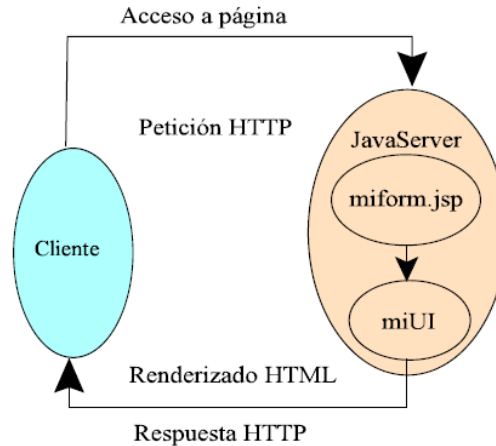 Acceso a página
Petición HTTP
JavaServer
miform.jsp
Cliente
miUI
Renderizado HTML
Respuesta HTTP